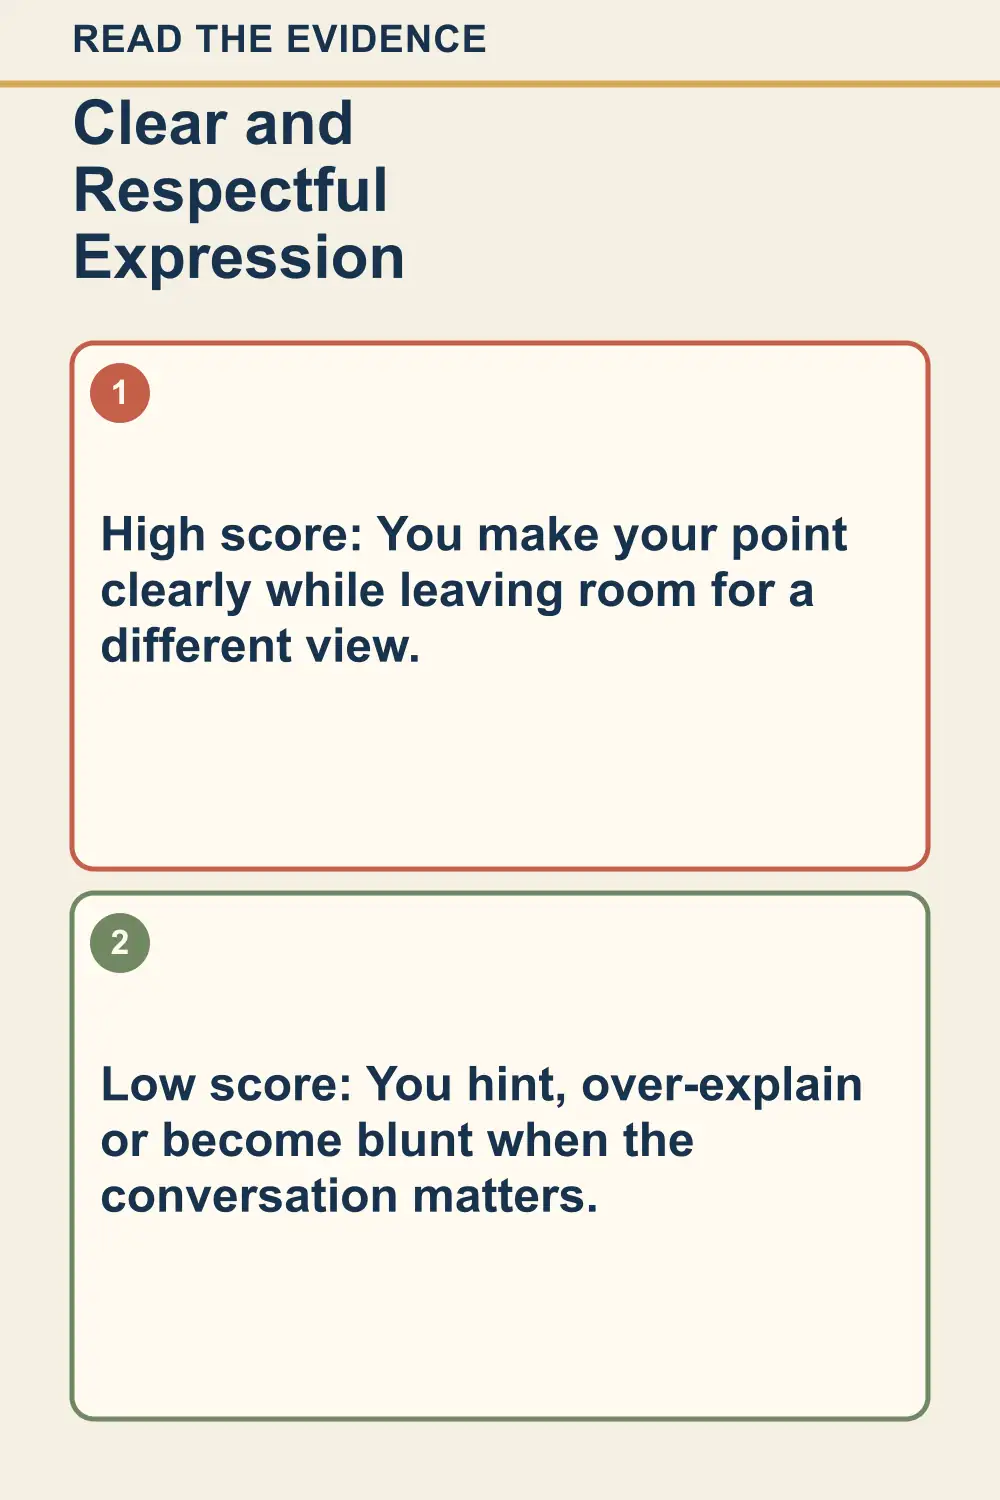 READ THE EVIDENCE
Clear and
Respectful
Expression
1
High score: You make your point
clearly while leaving room for a
different view.
2
Low score: You hint, over-explain
or become blunt when the
conversation matters.